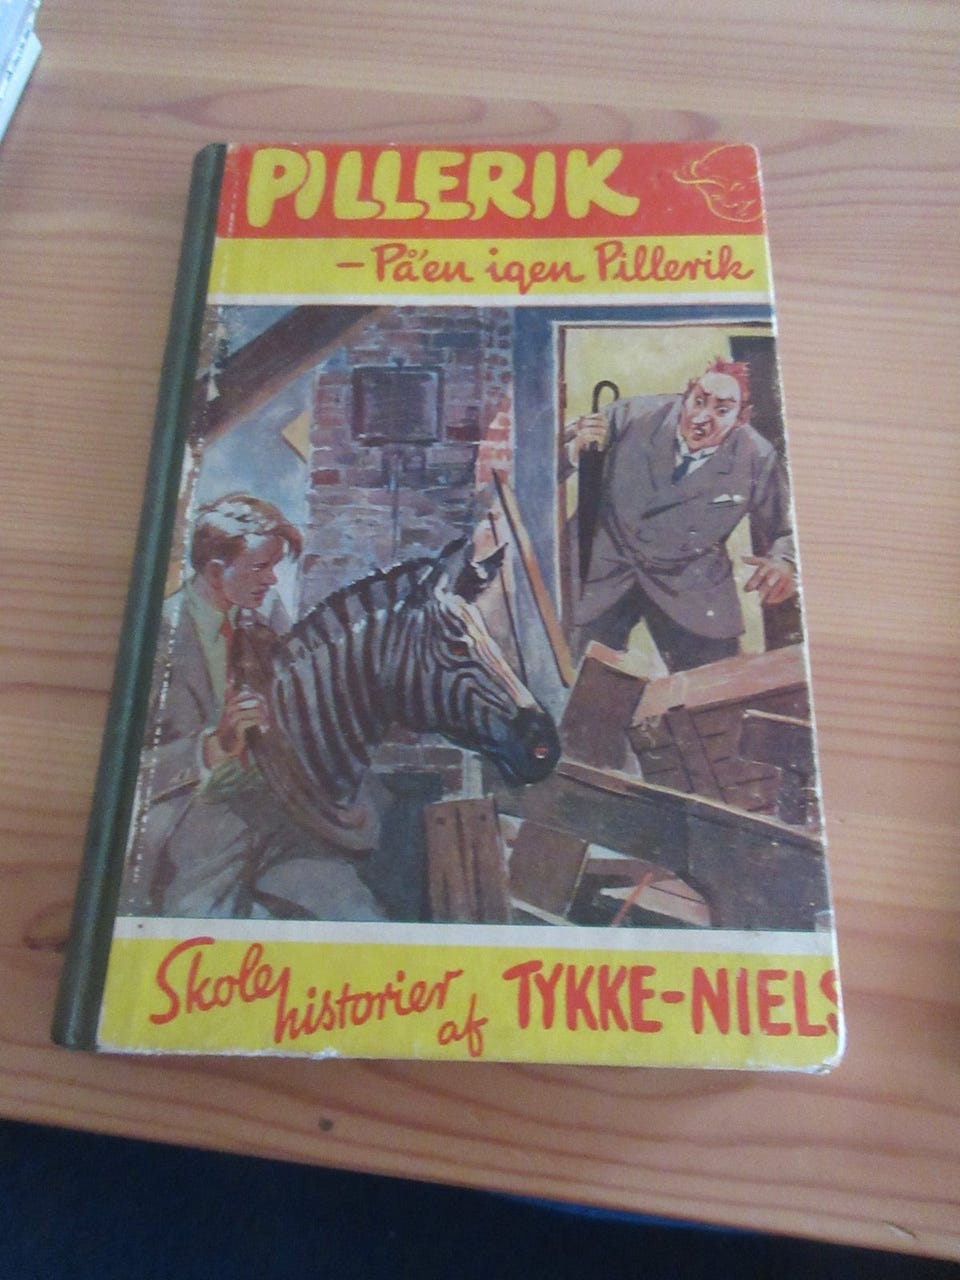 PILLERIK
- På'en igen Pillerik
Skole
historier
af TYKKE-NIELS